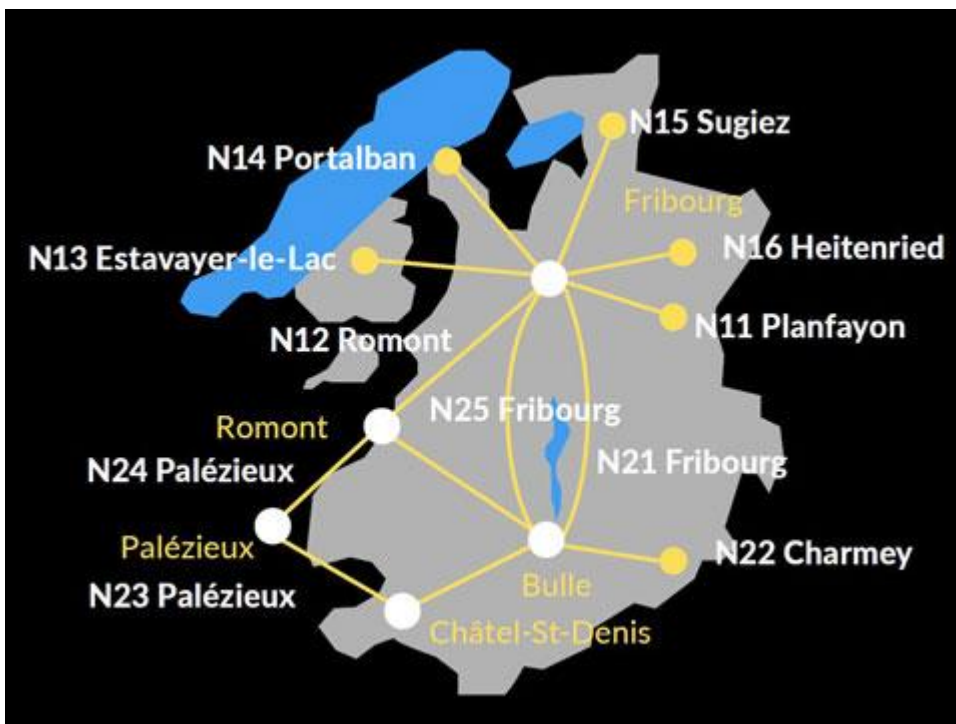 N15 Sugiez
N14 Portalban
Fribourg
N16 Heitenried
N13 Estavayer-le-Lac
N11 Planfayon
N12 Romont
N25 Fribourg
Romont
N21 Fribourg
N24 Palézieux
Palézieux
N22 Charmey
Bulle
N23 Palézieux
Châtel-St-Denis